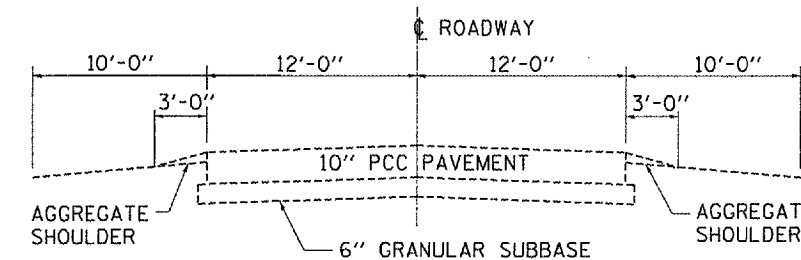 ℄ ROADWAY
10'-0" 12'-0" 12'-0" 10'-0"
3'-0" 3'-0"
10" PCC PAVEMENT
AGGREGATE
SHOULDER
AGGREGAT
SHOULDER
6" GRANULAR SUBBASE